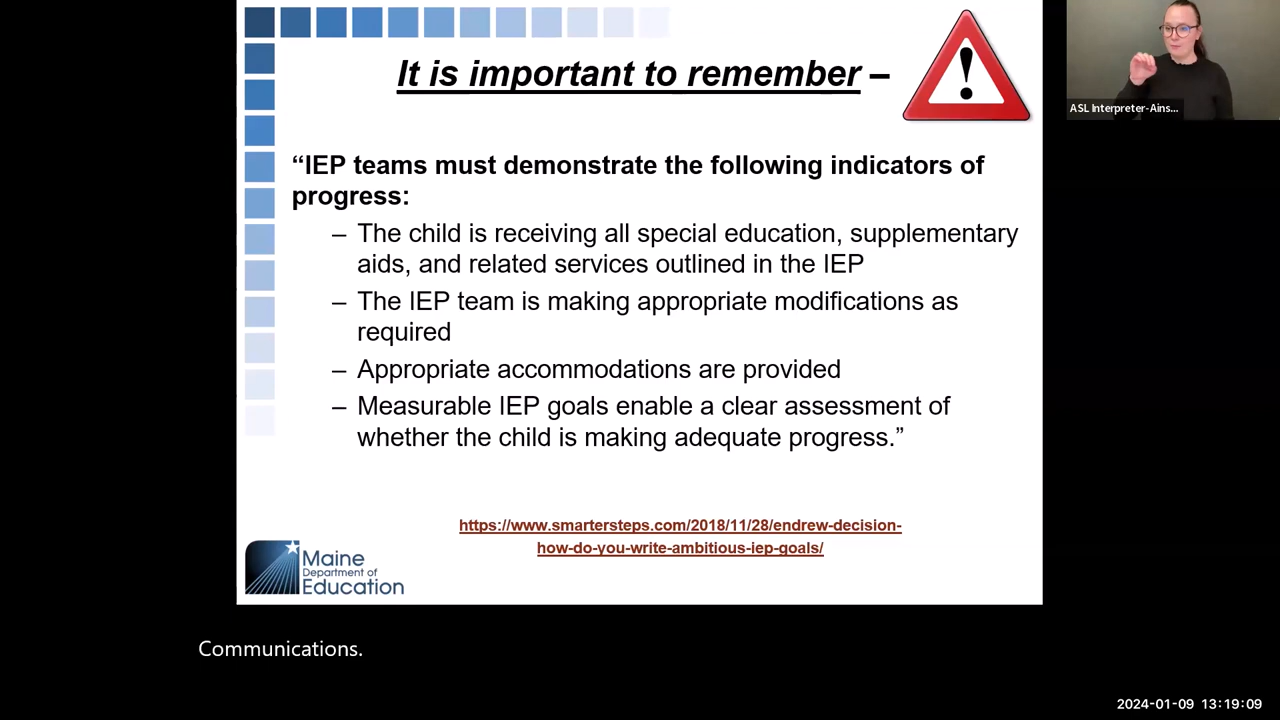 It is important to remember –
ASL Interpreter-Ains...
“IEP teams must demonstrate the following indicators of
progress:
– The child is receiving all special education, supplementary
aids, and related services outlined in the IEP
– The IEP team is making appropriate modifications as
required
– Appropriate accommodations are provided
– Measurable IEP goals enable a clear assessment of
whether the child is making adequate progress.”
https://www.smartersteps.com/2018/11/28/endrew-decision-
how-do-you-write-ambitious-iep-goals/
Maine
Department of
Education
Communications.
2024-01-09 13:19:09